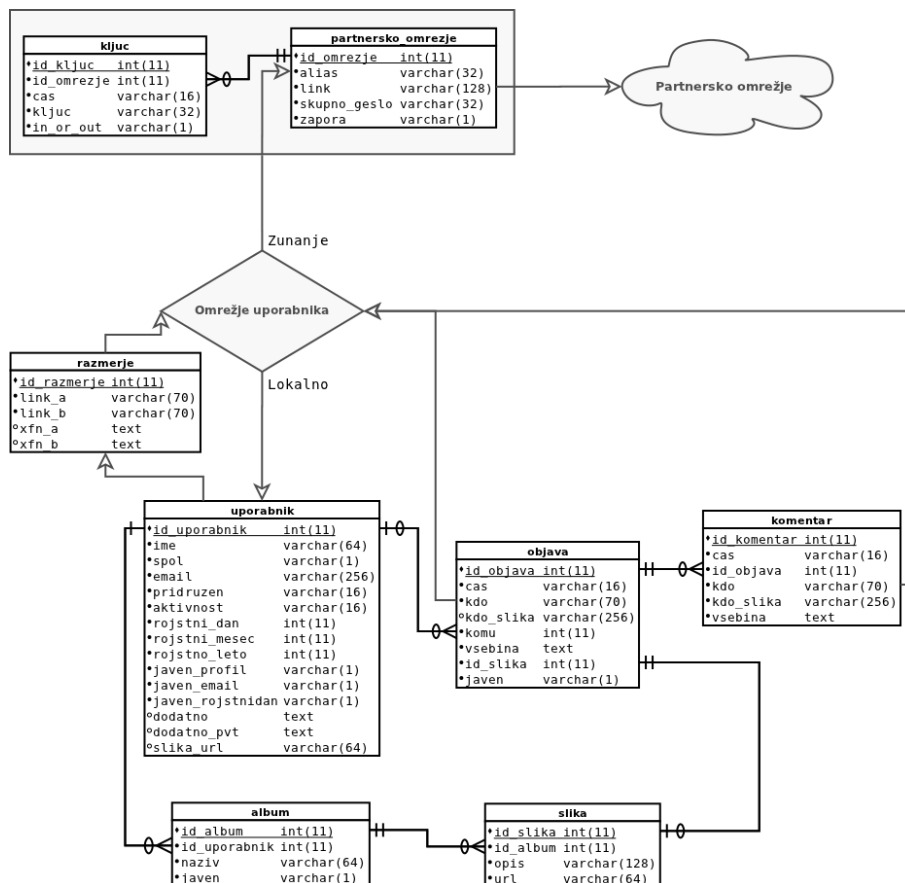 kljuc
id_kljuc int(11)
id_omrezje int(11)
cas varchar(16)
kljuc varchar(32)
in_or_out varchar(1)
partnersko_omrezje
id_omrezje int(11)
alias varchar(32)
link varchar(128)
skupno_geslo varchar(32)
zapora varchar(1)
Partnersko omrežje
Zunanje
Omrežje uporabnika
Lokalno
razmerje
id_razmerje int(11)
link_a varchar(70)
link_b varchar(70)
xfn_a text
xfn_b text
uporabnik
id_uporabnik int(11)
ime varchar(64)
spol varchar(1)
email varchar(256)
pridruzen varchar(16)
aktivnost varchar(16)
rojstni_dan int(11)
rojstni_mesec int(11)
rojstno_leto int(11)
javen_profil varchar(1)
javen_email varchar(1)
javen_rojstnidan varchar(1)
dodatno text
dodatno_pvt text
slika_url varchar(64)
objava
id_objava int(11)
cas varchar(16)
kdo varchar(70)
kdo_slika varchar(256)
komu int(11)
vsebina text
id_slika int(11)
javen varchar(1)
komentar
id_komentar int(11)
cas varchar(16)
id_objava int(11)
kdo varchar(70)
kdo_slika varchar(256)
vsebina text
album
id_album int(11)
id_uporabnik int(11)
naziv varchar(64)
javen varchar(1)
slika
id_slika int(11)
id_album int(11)
opis varchar(128)
url varchar(64)